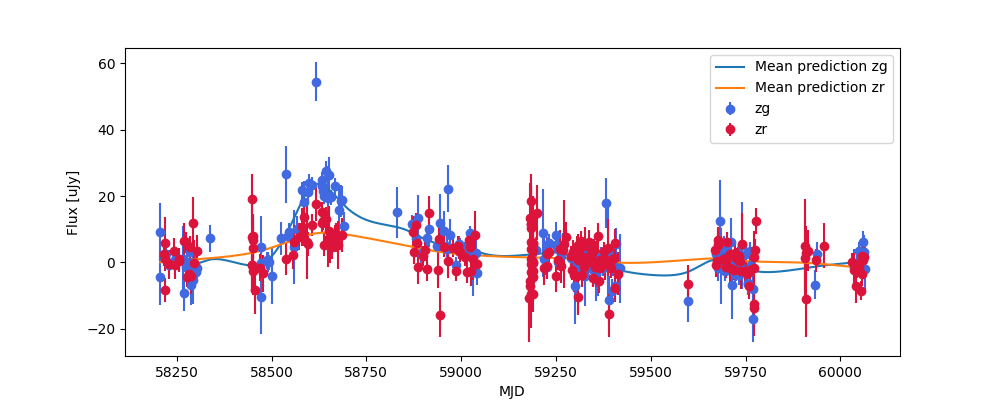 Flux [uJy]
60
40
20
0
−20
58250 58500 58750 59000 59250 59500 59750 60000
MJD
Mean prediction zg
Mean prediction zr
zg
zr